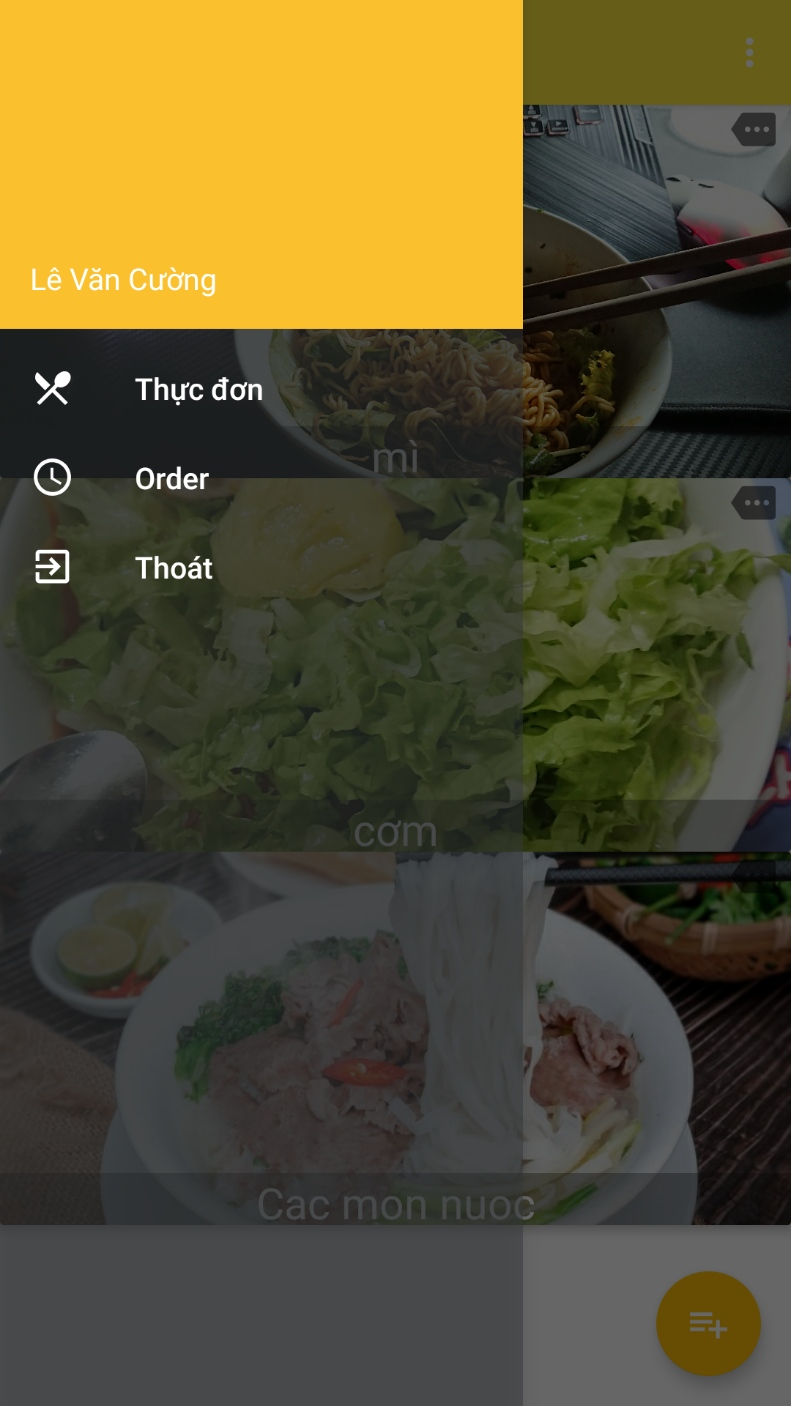 Lê Văn Cường
Thực đơn
mì
Order
Thoát
cơm
Cac mon nuoc